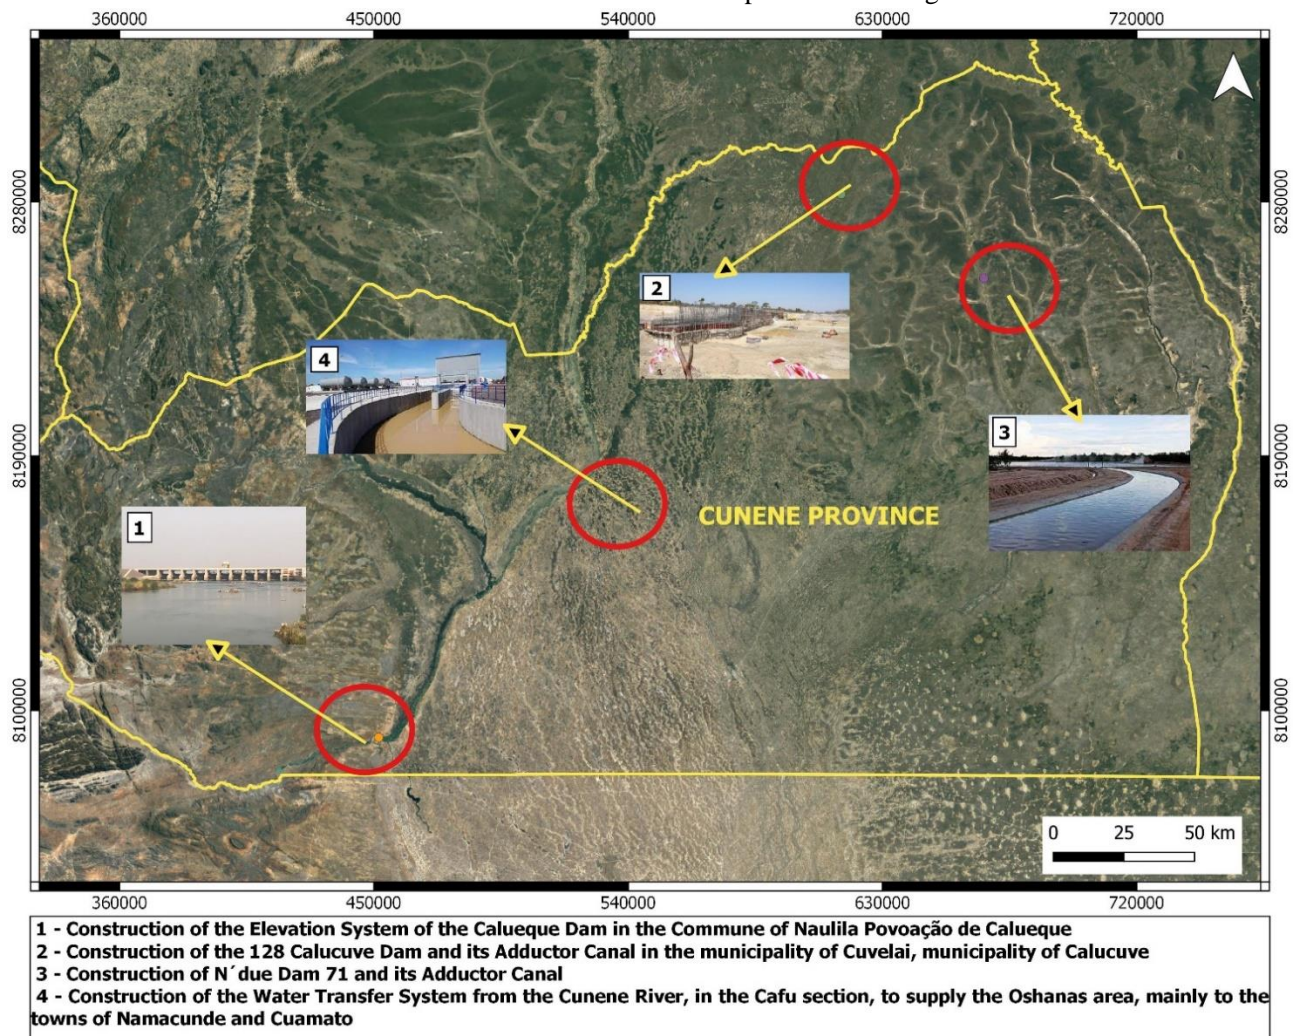 360000 450000 540000 630000 720000
8280000 8280000
2
4
3
8190000 8190000
CUNENE PROVINCE
1
8100000 8100000
0 25 50 km
360000 450000 540000 630000 720000
1 - Construction of the Elevation System of the Calueque Dam in the Commune of Naulila Povoação de Calueque
2 - Construction of the 128 Calucuve Dam and its Adductor Canal in the municipality of Cuvelai, municipality of Calucuve
3 - Construction of N´due Dam 71 and its Adductor Canal
4 - Construction of the Water Transfer System from the Cunene River, in the Cafu section, to supply the Oshanas area, mainly to the
towns of Namacunde and Cuamato